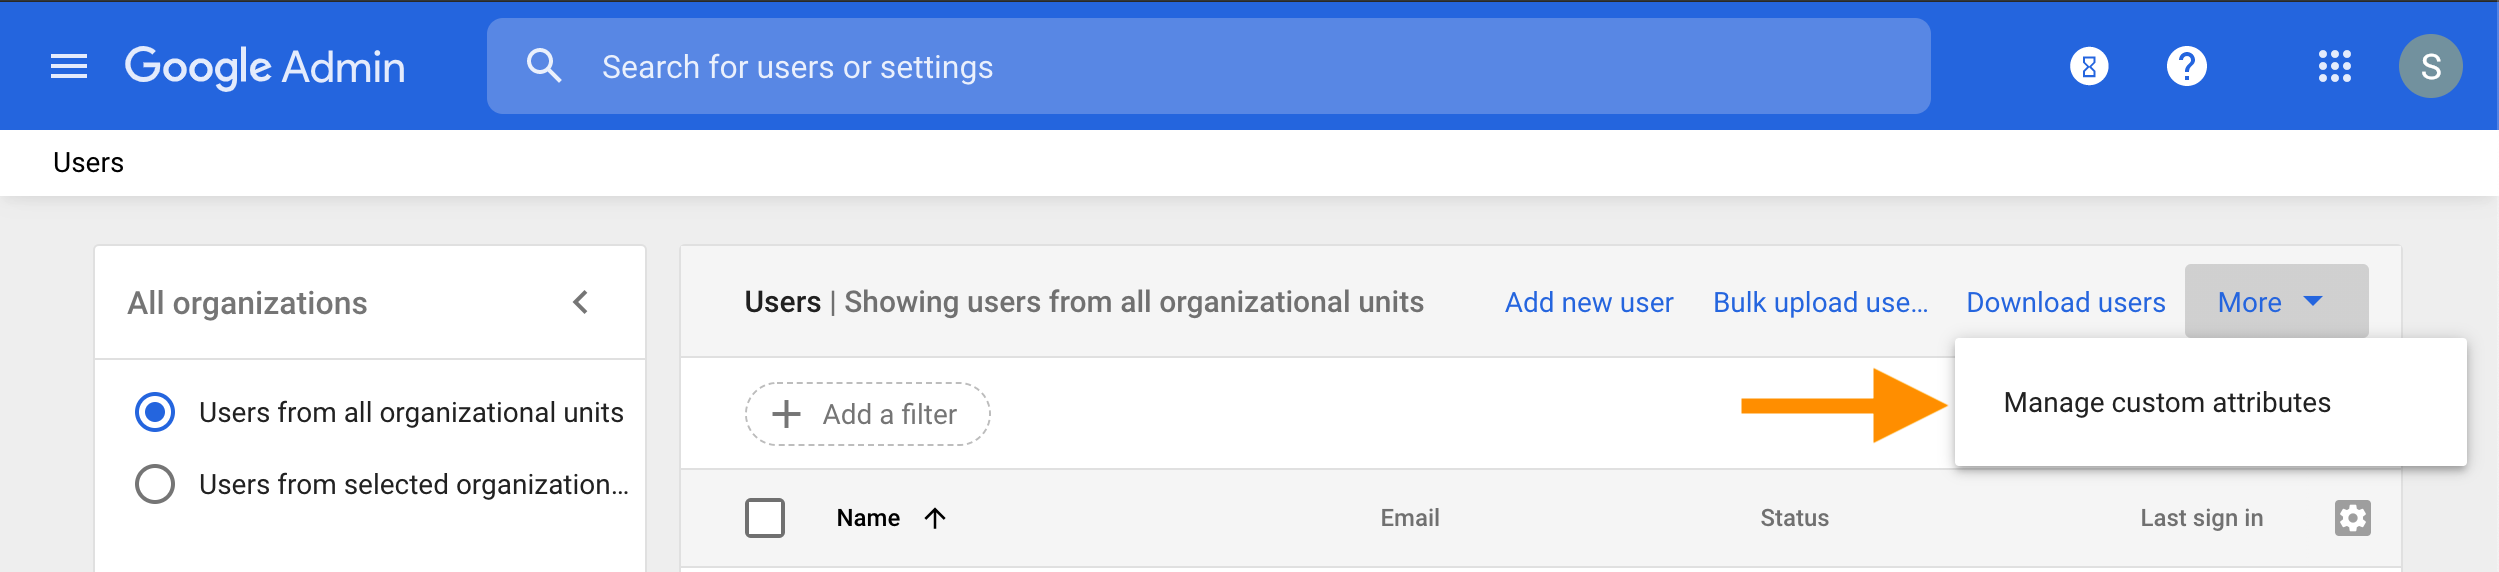 Google Admin
Search for users or settings
?
S
Users
All organizations
Users from all organizational units
Users from selected organization...
Users | Showing users from all organizational units
Add new user
Bulk upload use...
Download users
More
Manage custom attributes
Add a filter
Name
Email
Status
Last sign in